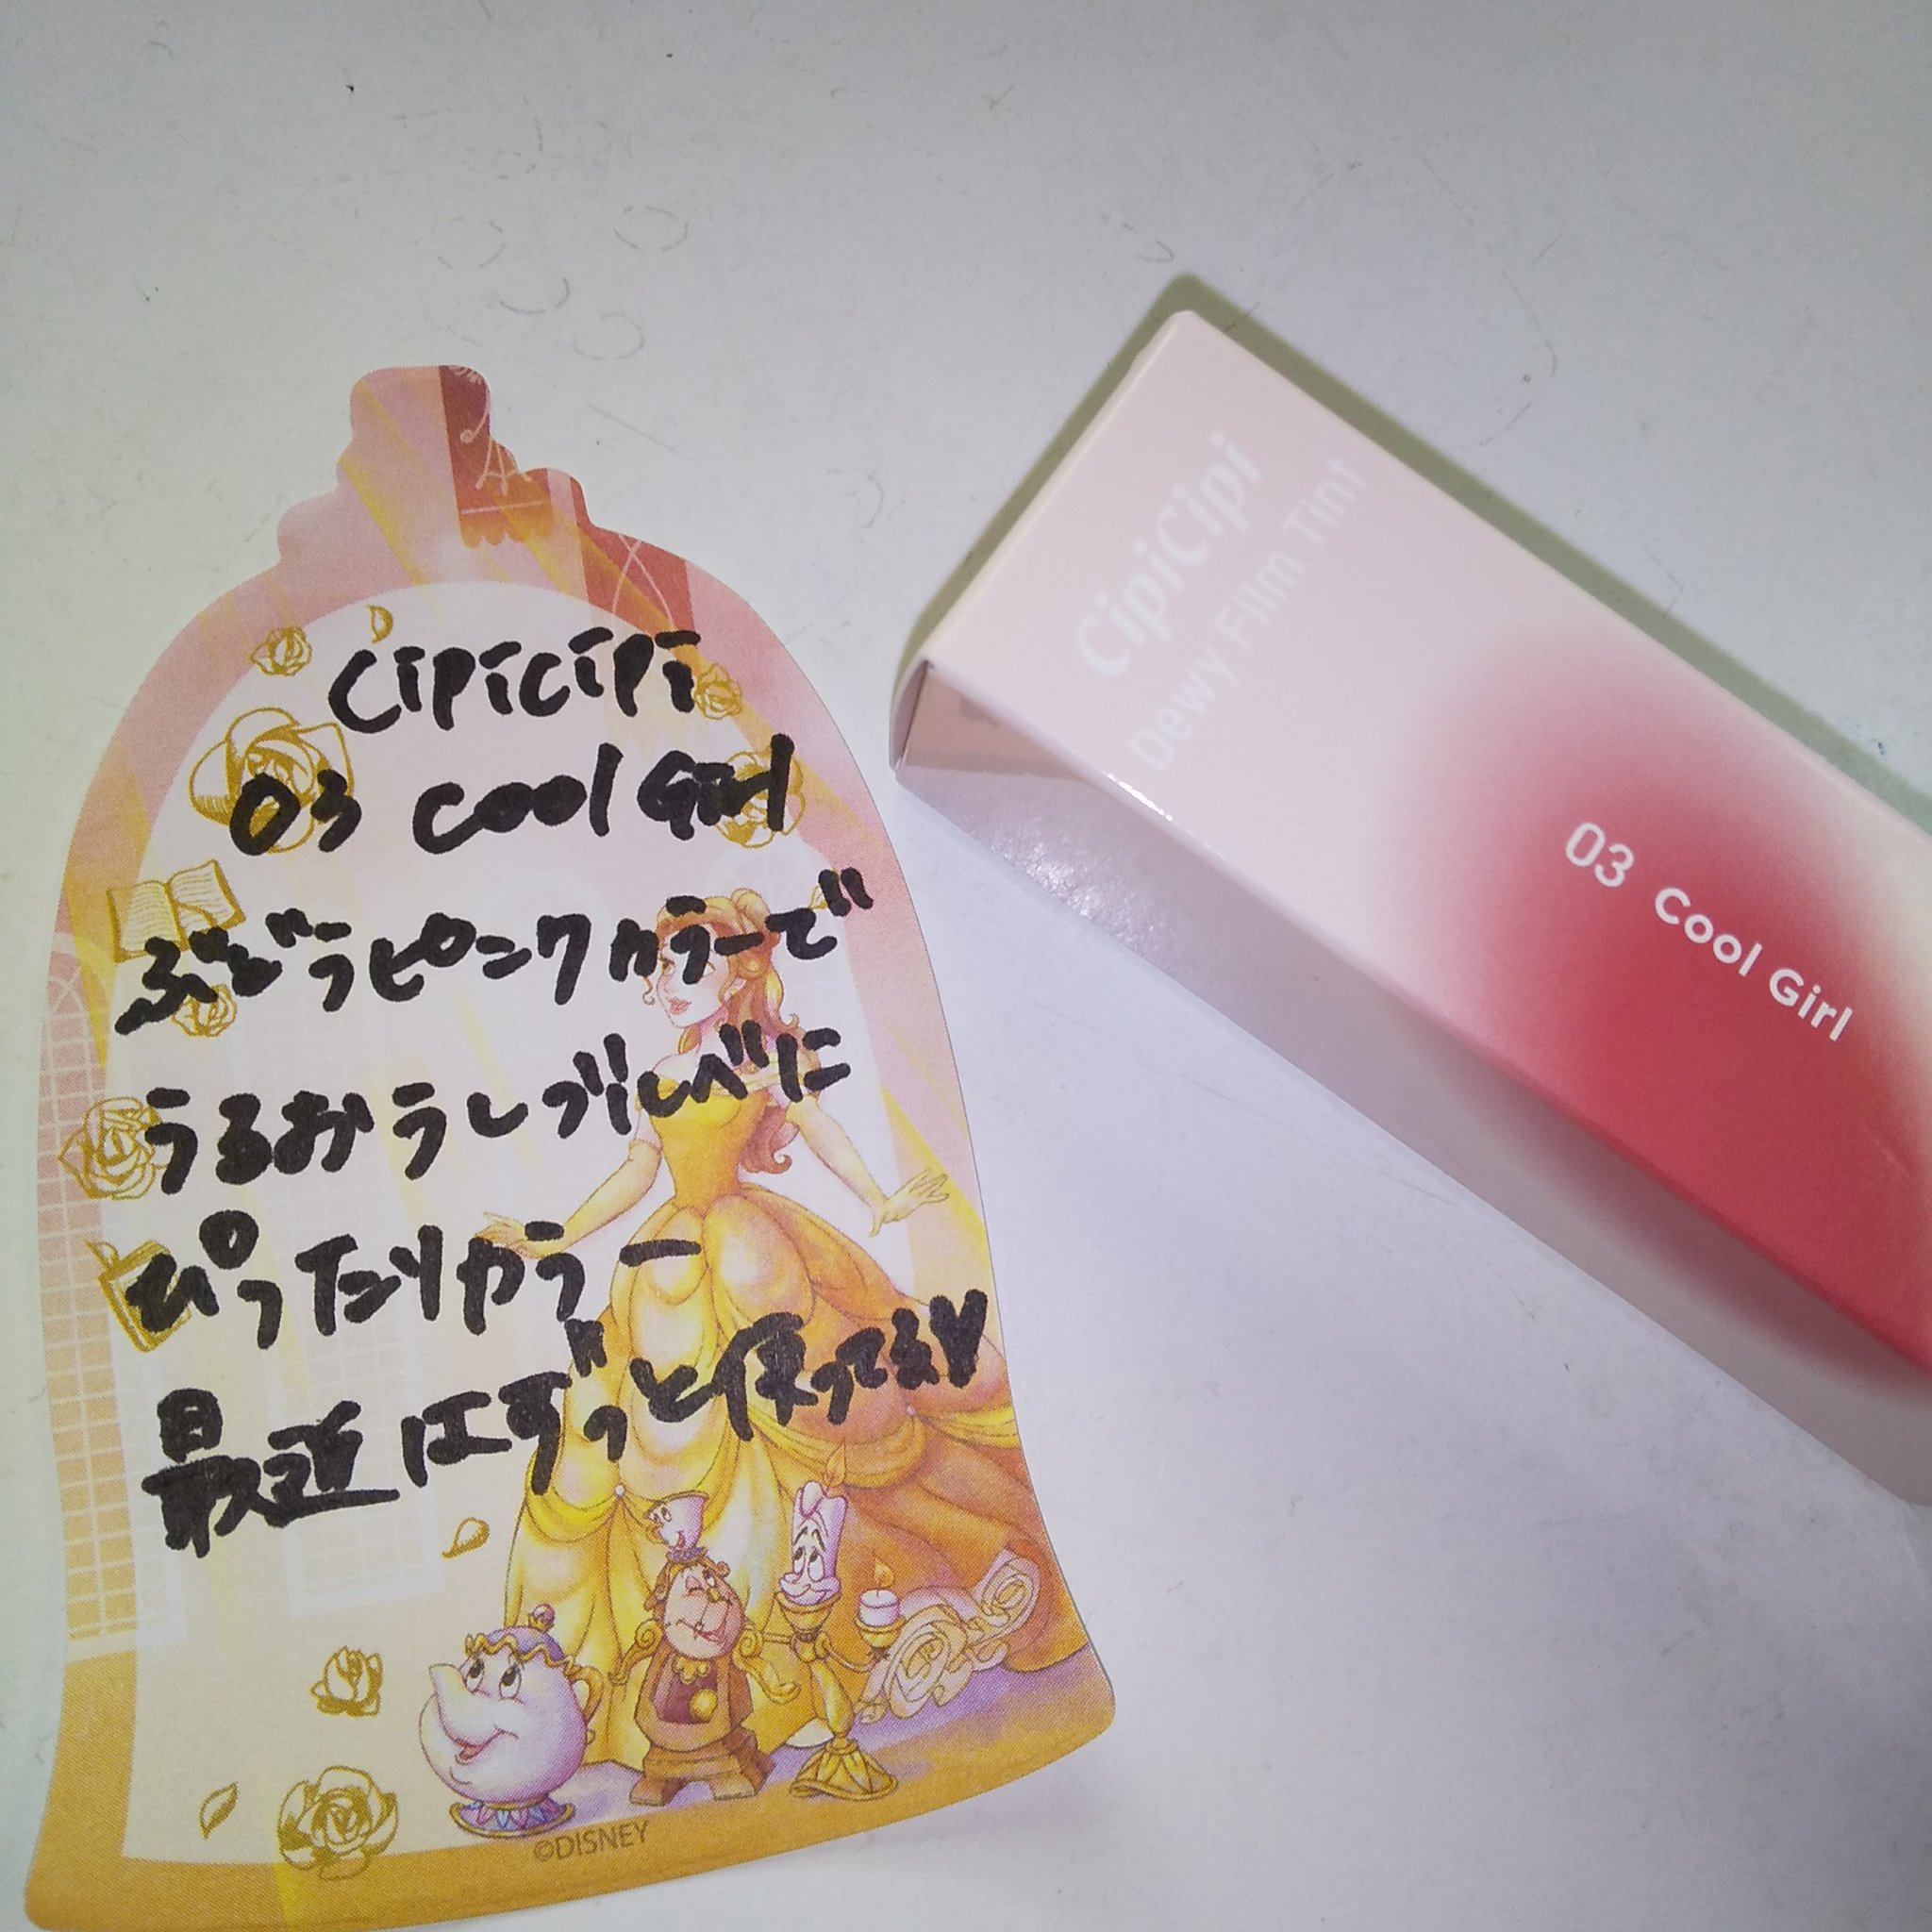 CipiCipi
03 Cool Girl
ぶどうピンクカラーで
うるおうしブルベに
ぴったりカラー
最近はずっと使ってる♥
©DISNEY
CipiCipi
Dewy Film Tint
03 Cool Girl